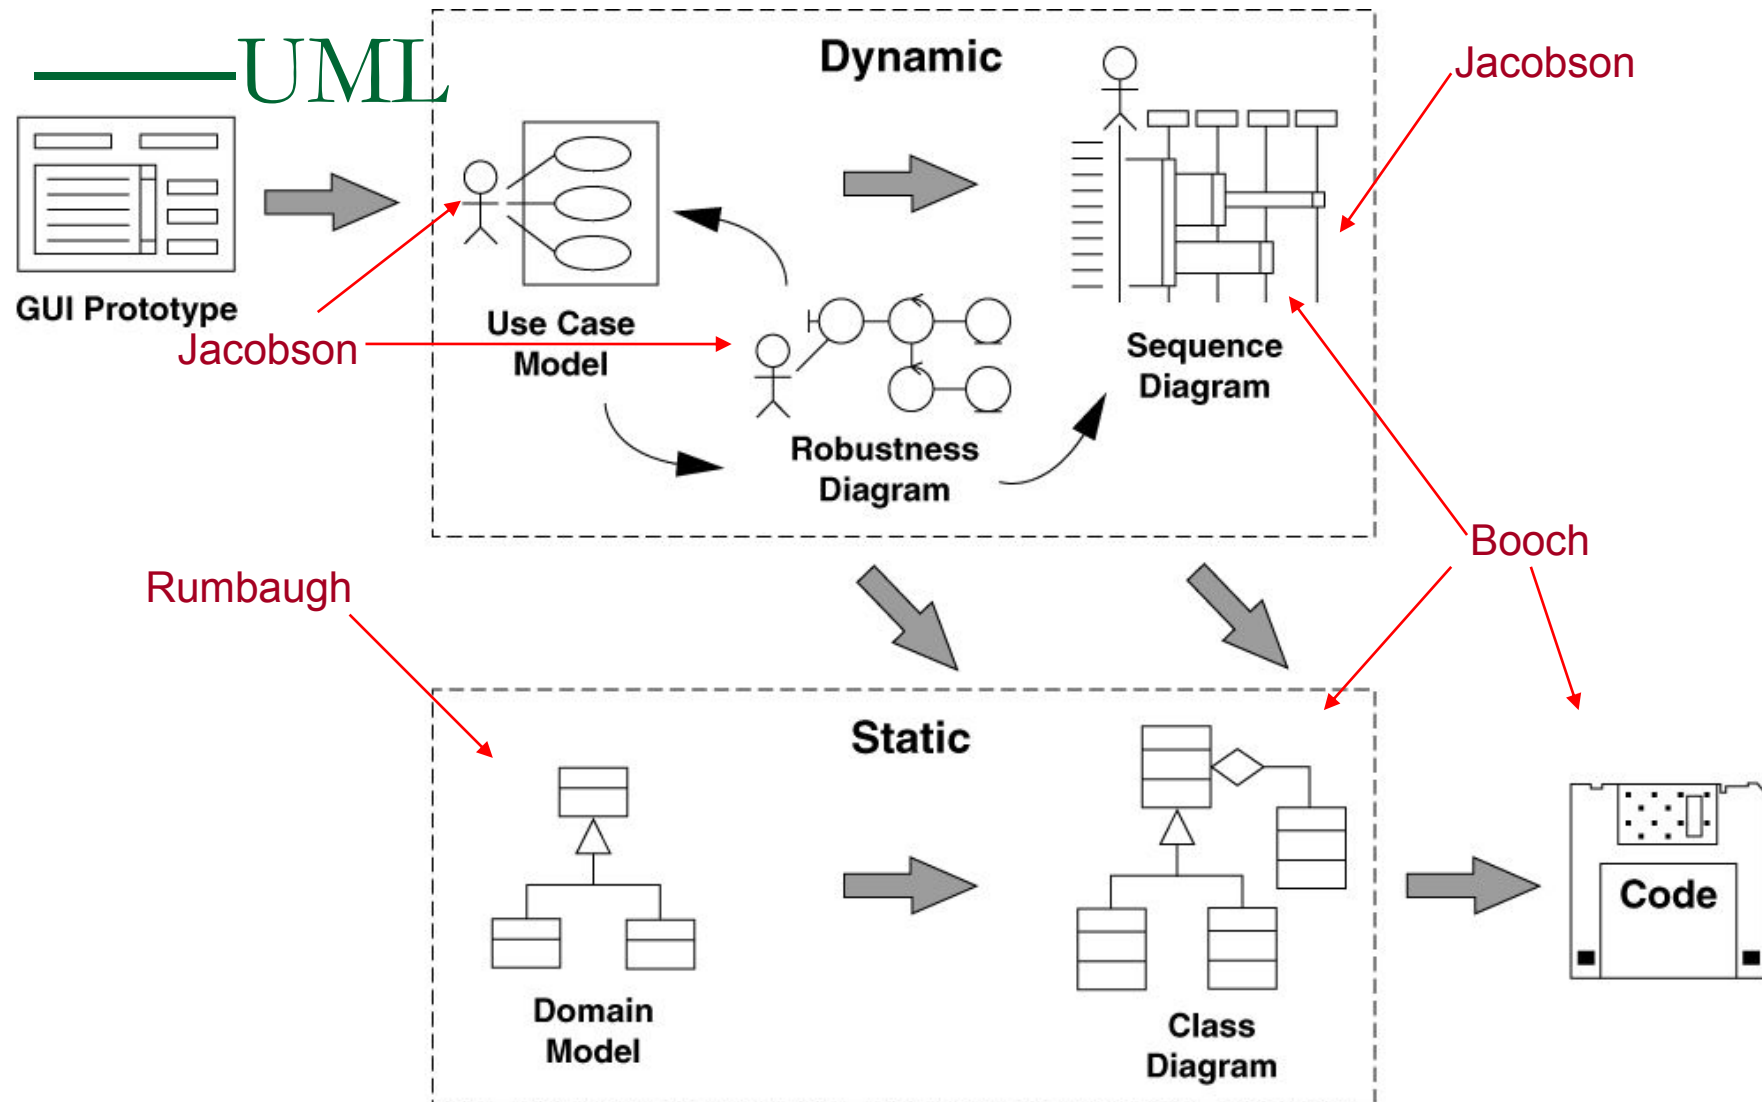 UML
Dynamic
Jacobson
GUI Prototype
Jacobson
Use Case
Model
Sequence
Diagram
Robustness
Diagram
Booch
Rumbaugh
Static
Code
Domain
Model
Class
Diagram